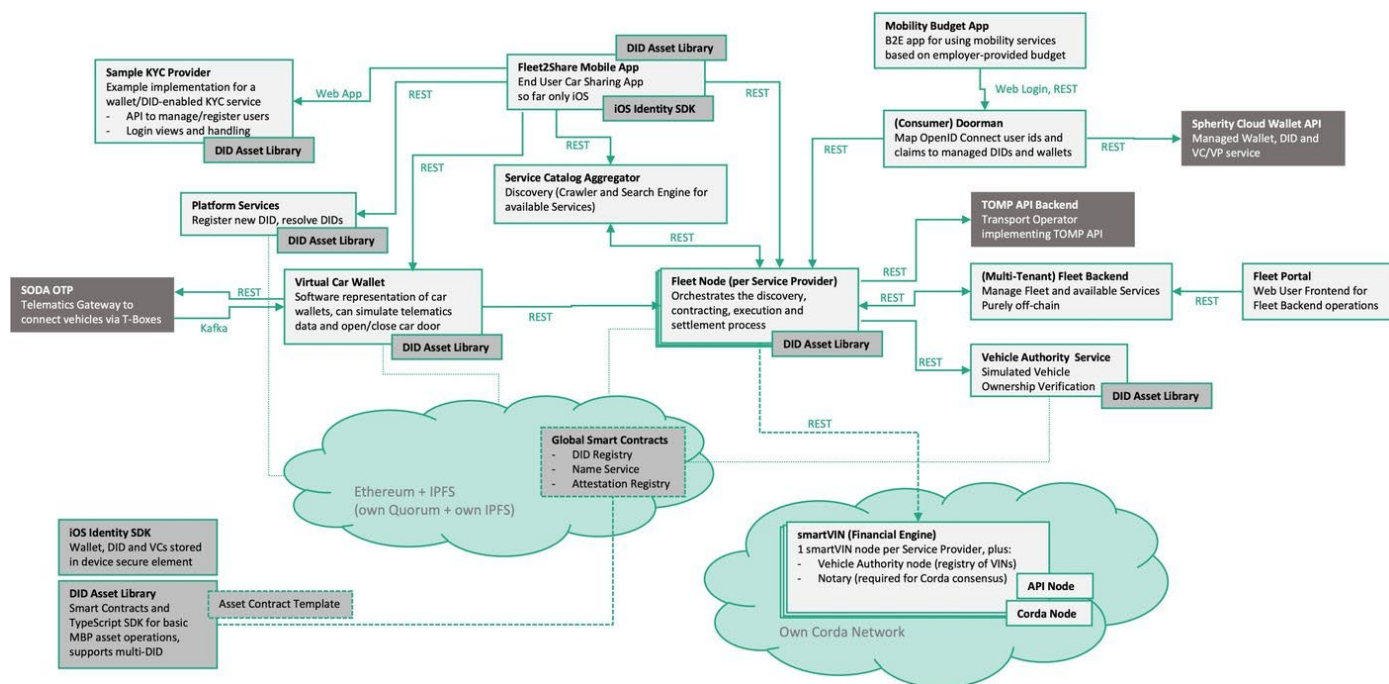 Mobility Budget App
B2E app for using mobility services
based on employer-provided budget
DID Asset Library
Sample KYC Provider
Example implementation for a
wallet/DID-enabled KYC service
- API to manage/register users
- Login views and handling
DID Asset Library
Web App
REST
Fleet2Share Mobile App
End User Car Sharing App
so far only iOS
iOS Identity SDK
REST
Web Login, REST
(Consumer) Doorman
Map OpenID Connect user ids and
claims to managed DIDs and wallets
REST
REST
Spherity Cloud Wallet API
Managed Wallet, DID and
VC/VP service
REST
REST
Service Catalog Aggregator
Discovery (Crawler and Search Engine for
available Services)
Platform Services
Register new DID, resolve DIDs
DID Asset Library
TOMP API Backend
Transport Operator
implementing TOMP API
REST
REST
SODA OTP
Telematics Gateway to
connect vehicles via T-Boxes
REST
Kafka
Virtual Car Wallet
Software representation of car
wallets, can simulate telematics
data and open/close car door
DID Asset Library
REST
Fleet Node (per Service Provider)
Orchestrates the discovery,
contracting, execution and
settlement process
DID Asset Library
REST
(Multi-Tenant) Fleet Backend
Manage Fleet and available Services
Purely off-chain
REST
Fleet Portal
Web User Frontend for
Fleet Backend operations
REST
Vehicle Authority Service
Simulated Vehicle
Ownership Verification
DID Asset Library
REST
Global Smart Contracts
- DID Registry
- Name Service
- Attestation Registry
Ethereum + IPFS
(own Quorum + own IPFS)
iOS Identity SDK
Wallet, DID and VCs stored
in device secure element
DID Asset Library
Smart Contracts and
TypeScript SDK for basic
MBP asset operations,
supports multi-DID
Asset Contract Template
smartVIN (Financial Engine)
1 smartVIN node per Service Provider, plus:
- Vehicle Authority node (registry of VINs)
- Notary (required for Corda consensus)
API Node
Corda Node
Own Corda Network